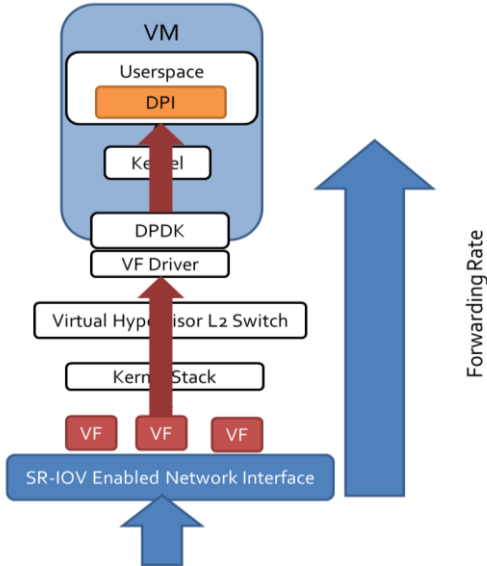 VM
Userspace
DPI
Kernel
DPDK
VF Driver
Virtual Hypervisor L2 Switch
Kernel Stack
VF VF VF
SR-IOV Enabled Network Interface
Forwarding Rate